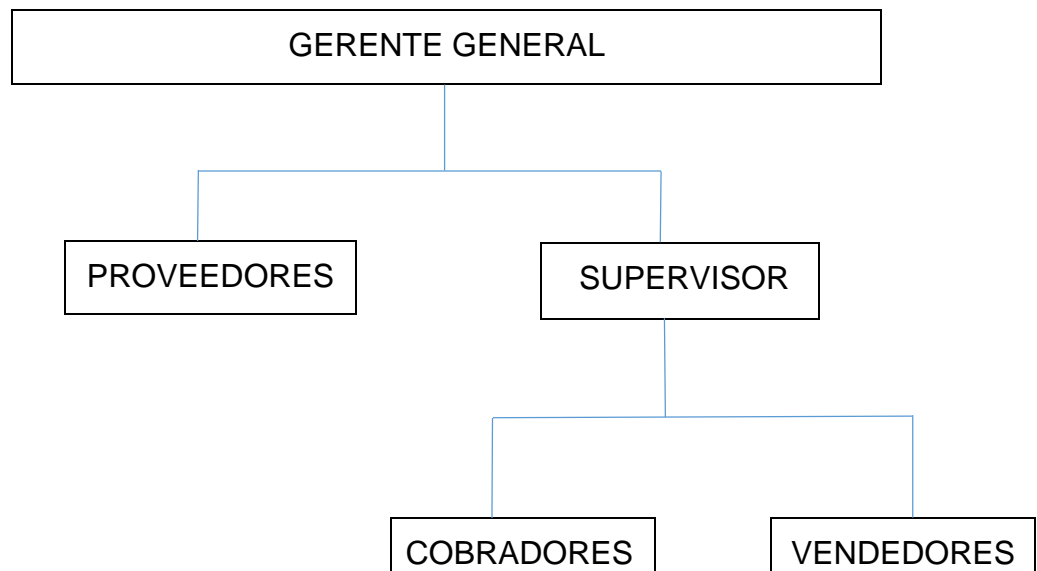 GERENTE GENERAL
PROVEEDORES
SUPERVISOR
COBRADORES
VENDEDORES